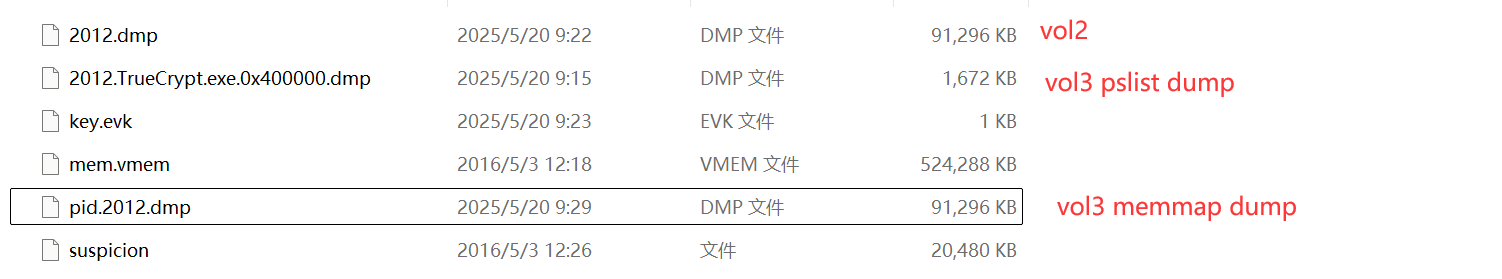 2012.dmp 2025/5/20 9:22 DMP 文件 91,296 KB vol2
2012.TrueCrypt.exe.0x400000.dmp 2025/5/20 9:15 DMP 文件 1,672 KB vol3 pslist dump
key.evk 2025/5/20 9:23 EVK 文件 1 KB
mem.vmem 2016/5/3 12:18 VMEM 文件 524,288 KB
pid.2012.dmp 2025/5/20 9:29 DMP 文件 91,296 KB vol3 memmap dump
suspicion 2016/5/3 12:26 文件 20,480 KB